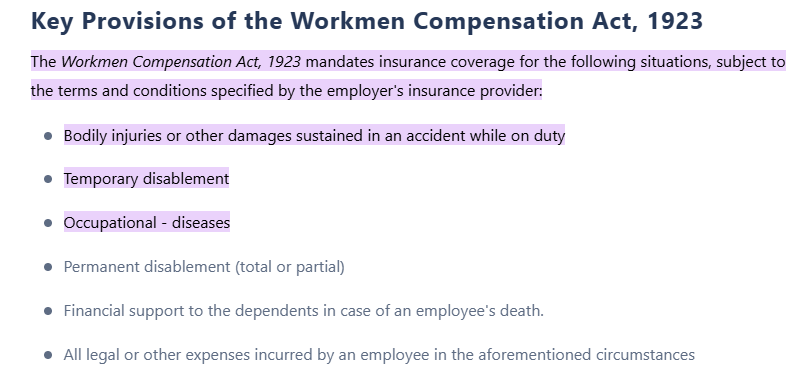 Key Provisions of the Workmen Compensation Act, 1923
The Workmen Compensation Act, 1923 mandates insurance coverage for the following situations, subject to
the terms and conditions specified by the employer's insurance provider:
Bodily injuries or other damages sustained in an accident while on duty
Temporary disablement
Occupational - diseases
Permanent disablement (total or partial)
Financial support to the dependents in case of an employee's death.
All legal or other expenses incurred by an employee in the aforementioned circumstances